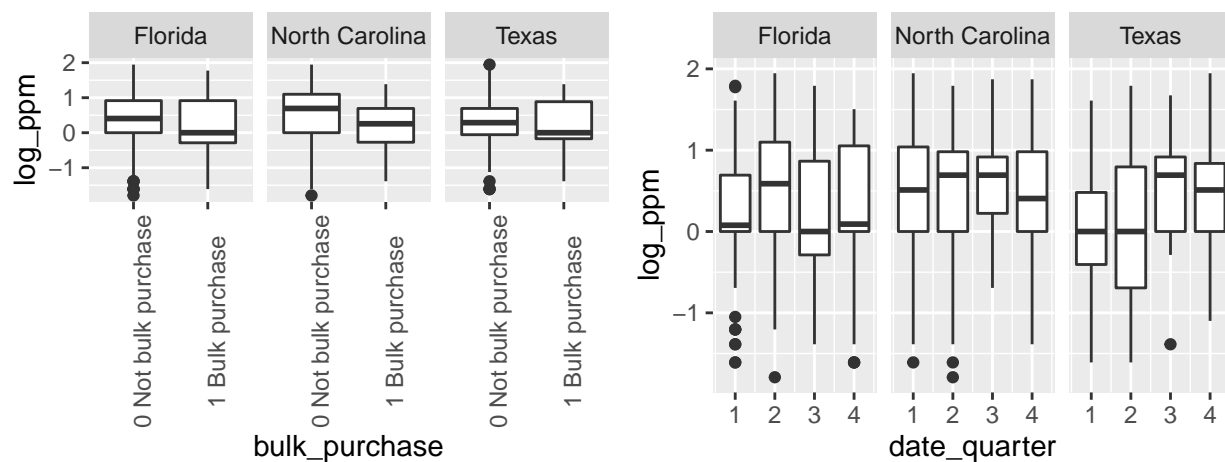 Florida
North Carolina
Texas
2
1
0
−1
log_ppm
0 Not bulk purchase
1 Bulk purchase
0 Not bulk purchase
1 Bulk purchase
0 Not bulk purchase
1 Bulk purchase
bulk_purchase
Florida
North Carolina
Texas
2
1
0
−1
log_ppm
1 2 3 4
1 2 3 4
1 2 3 4
date_quarter